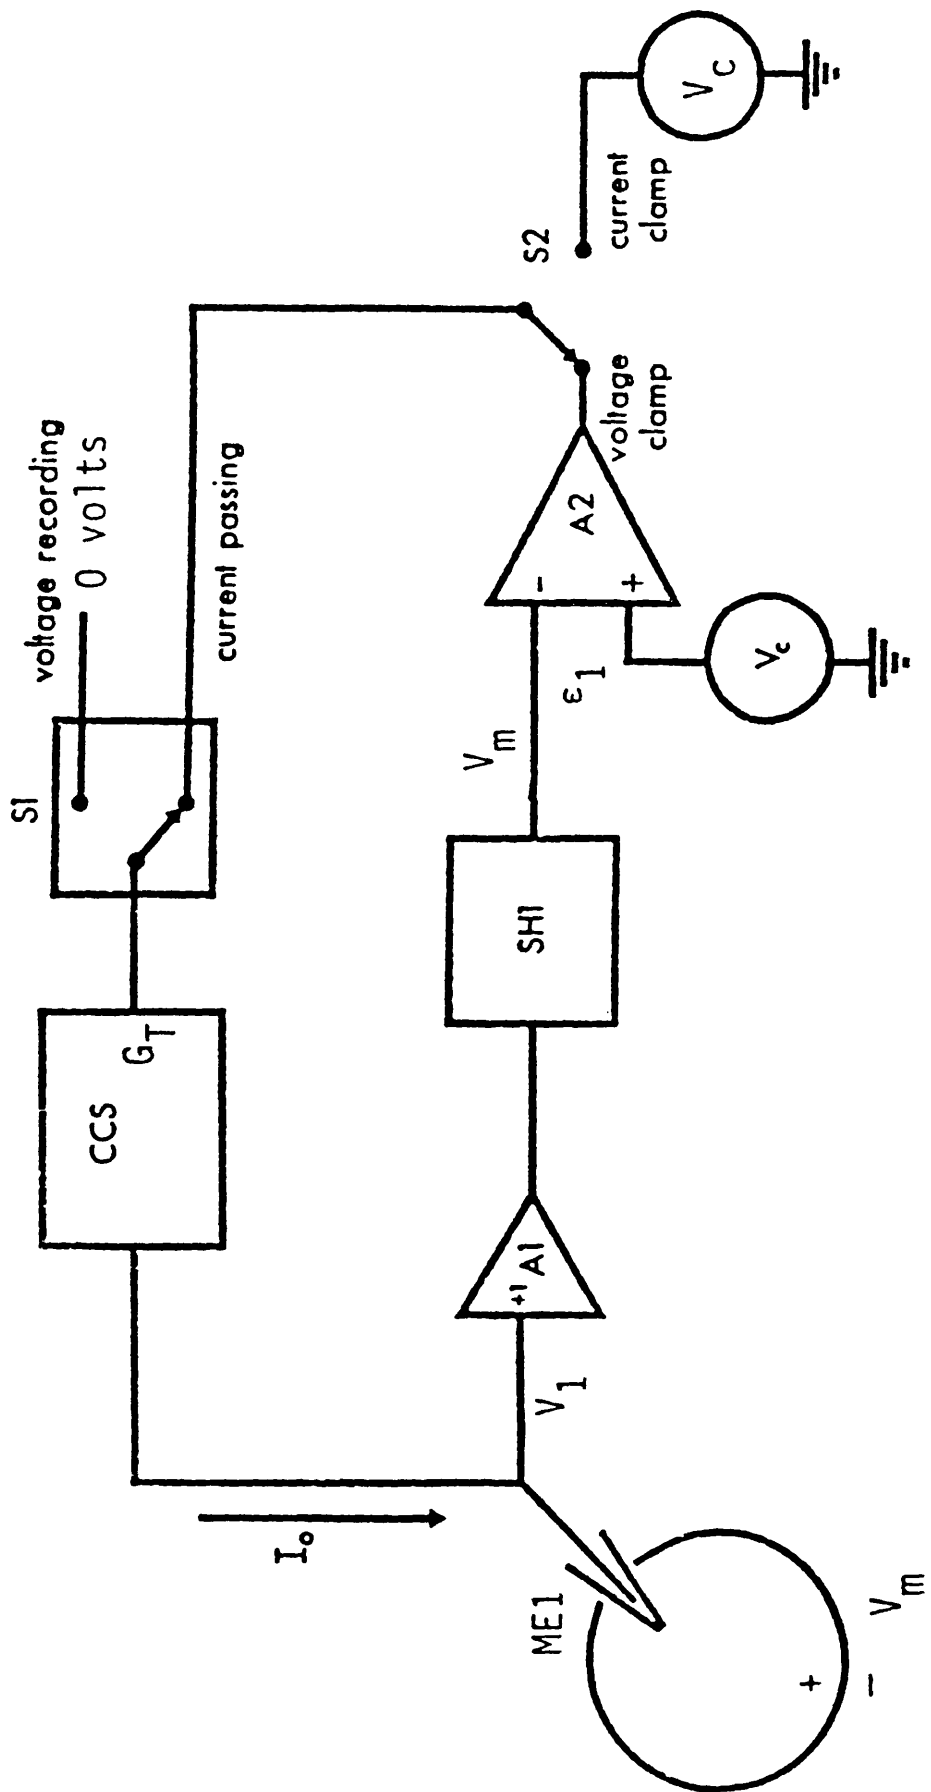 S1
voltage recording
0 volts
CCS
G_T
current passing
I_o
S2
current
clamp
V_C
ME1
V_1
+1 A1
SH1
V_m
ε_1
-
+
A2
voltage
clamp
V_c
+
-
V_m